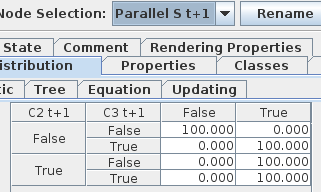 Node Selection: Parallel S t+1 Rename
State Comment Rendering Properties
istribution Properties Classes
tic Tree Equation Updating
C2 t+1 C3 t+1 False True
False False 100.000 0.000
True 0.000 100.000
True False 0.000 100.000
True 0.000 100.000